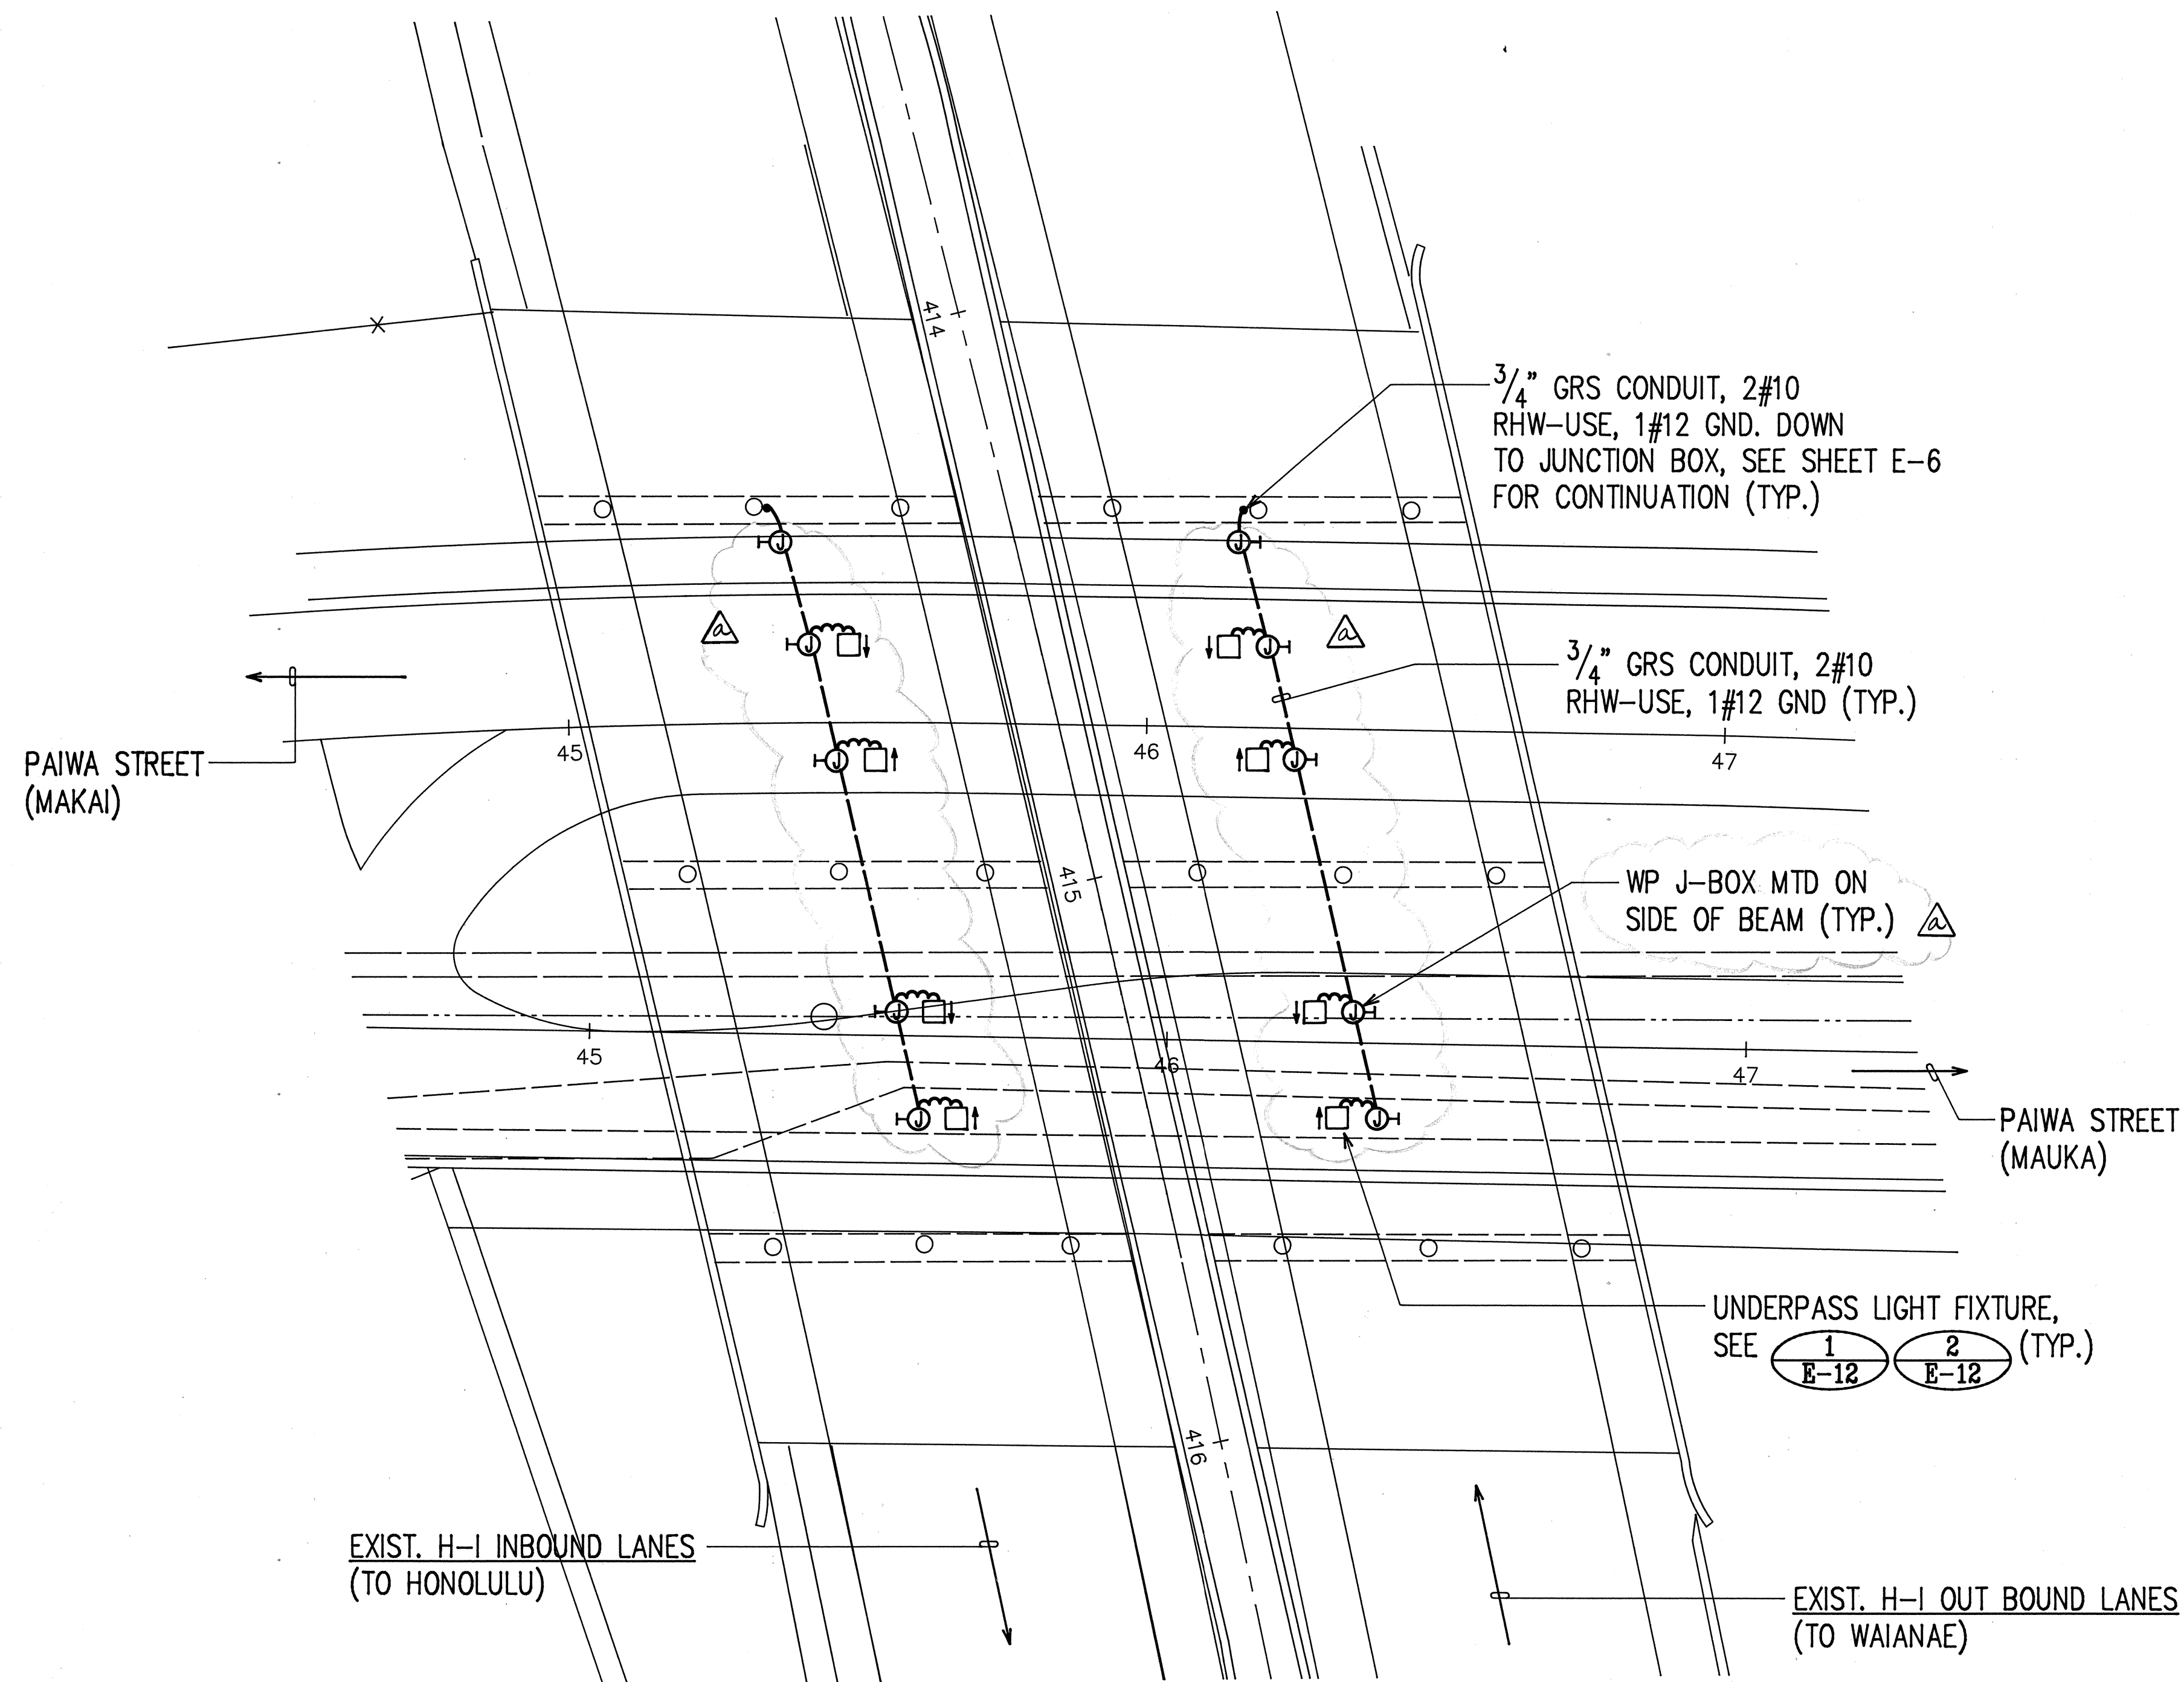 414
3/4" GRS CONDUIT, 2#10
RHW-USE, 1#12 GND. DOWN
TO JUNCTION BOX, SEE SHEET E-6
FOR CONTINUATION (TYP.)
J
J
a
J
J
a
3/4" GRS CONDUIT, 2#10
RHW-USE, 1#12 GND (TYP.)
PAIWA STREET
(MAKAI)
45
46
47
J
J
415
WP J-BOX MTD ON
SIDE OF BEAM (TYP.)
a
J
J
45
46
47
J
J
PAIWA STREET
(MAUKA)
UNDERPASS LIGHT FIXTURE,
SEE 1 E-12 2 E-12 (TYP.)
416
EXIST. H-I INBOUND LANES
(TO HONOLULU)
EXIST. H-I OUT BOUND LANES
(TO WAIANAE)